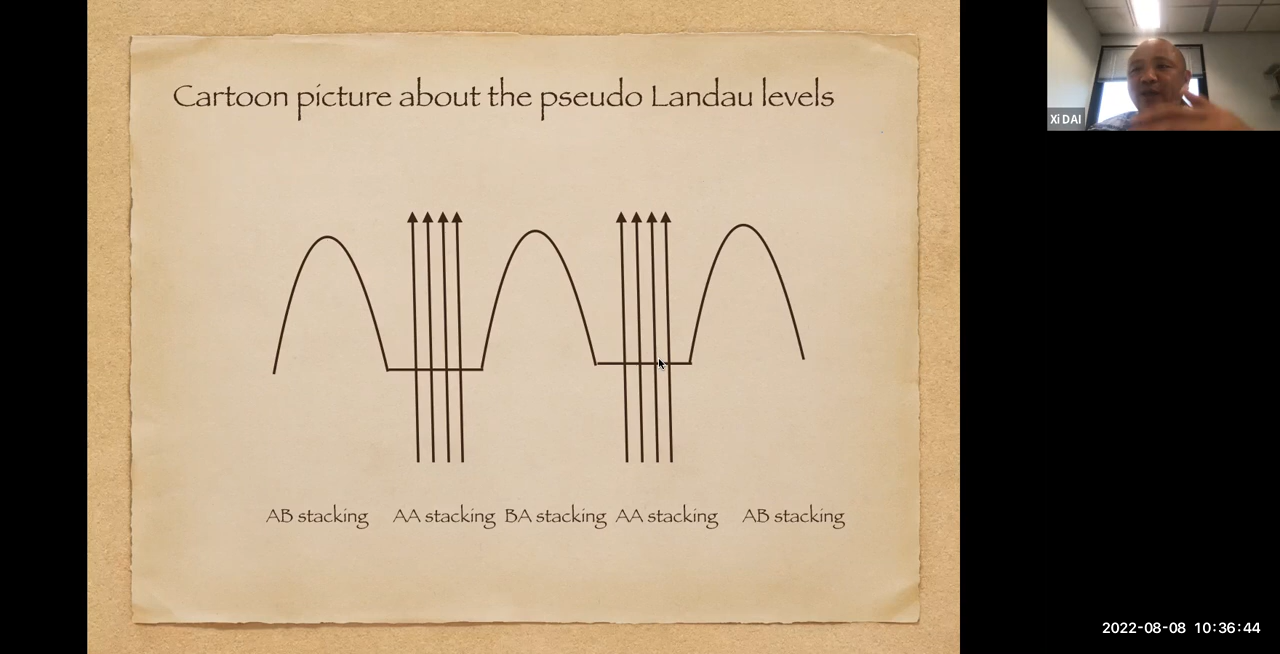 Cartoon picture about the pseudo Landau levels
Xi DAI
AB stacking AA stacking BA stacking AA stacking AB stacking
2022-08-08 10:36:44